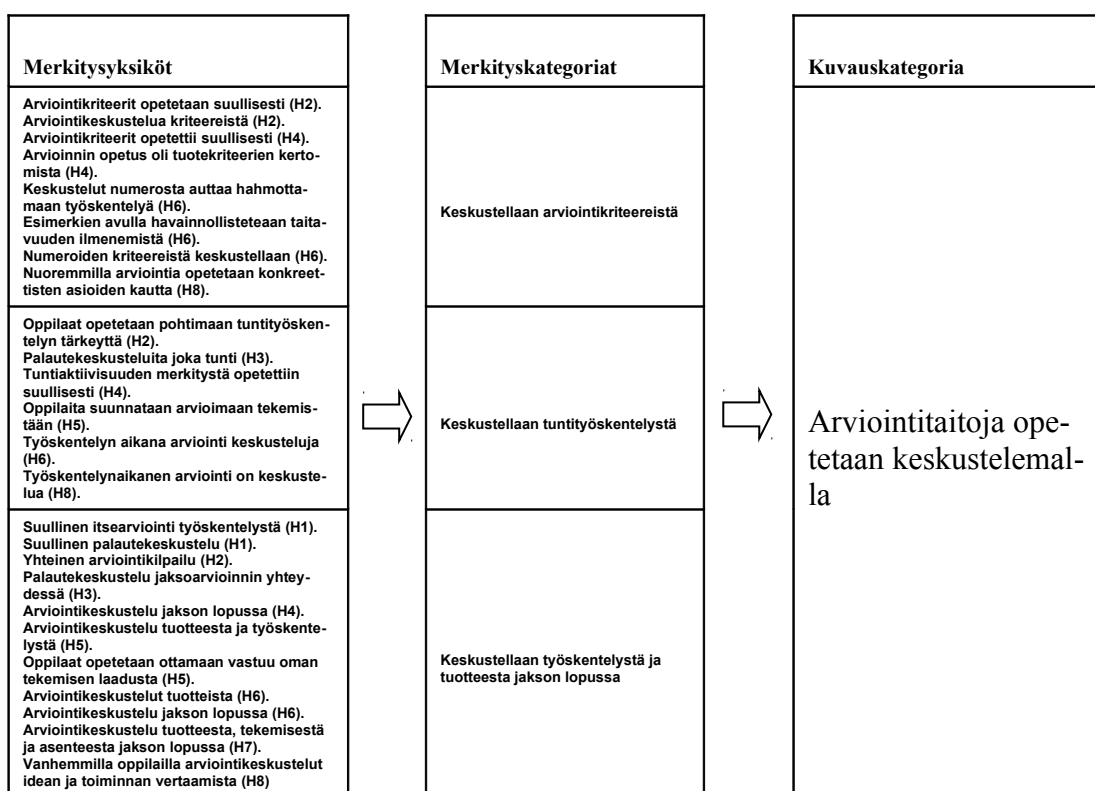 Merkitysyksiköt
Arviointikriteerit opetetaan suullisesti (H2).
Arviointikeskustelua kriteereistä (H2).
Arviointikriteerit opetettii suullisesti (H4).
Arvioinnin opetus oli tuotekriteerien kerto-
mista (H4).
Keskustelut numerosta auttaa hahmotta-
maan työskentelyä (H6).
Esimerkien avulla havainnollisteteaan taita-
vuuden ilmenemistä (H6).
Numeroiden kriteereistä keskustellaan (H6).
Nuoremmilla arviointia opetetaan konkreet-
tisten asioiden kautta (H8).
Oppilaat opetetaan pohtimaan tuntityösken-
telyn tärkeyttä (H2).
Palautekeskusteluita joka tunti (H3).
Tuntiaktiivisuuden merkitystä opetettiin
suullisesti (H4).
Oppilaita suunnataan arvioimaan tekemis-
tään (H5).
Työskentelyn aikana arviointi keskusteluja
(H6).
Työskentelynaikanen arviointi on keskuste-
lua (H8).
Suullinen itsearviointi työskentelystä (H1).
Suullinen palautekeskustelu (H1).
Yhteinen arviointikilpailu (H2).
Palautekeskustelu jaksoarvioinnin yhtey-
dessä (H3).
Arviointikeskustelu jakson lopussa (H4).
Arviointikeskustelu tuotteesta ja työskente-
lystä (H5).
Oppilaat opetetaan ottamaan vastuu oman
tekemisen laadusta (H5).
Arviointikeskustelut tuotteista (H6).
Arviointikeskustelu jakson lopussa (H6).
Arviointikeskustelu tuotteesta, tekemisestä
ja asenteesta jakson lopussa (H7).
Vanhemmilla oppilailla arviointikeskustelut
idean ja toiminnan vertaamista (H8)
Merkityskategoriat
Keskustellaan arviointikriteereistä
Keskustellaan tuntityöskentelystä
Keskustellaan työskentelystä ja
tuotteesta jakson lopussa
Kuvauskategoria
Arviointitaitoja ope-
tetaan keskustelemal-
la